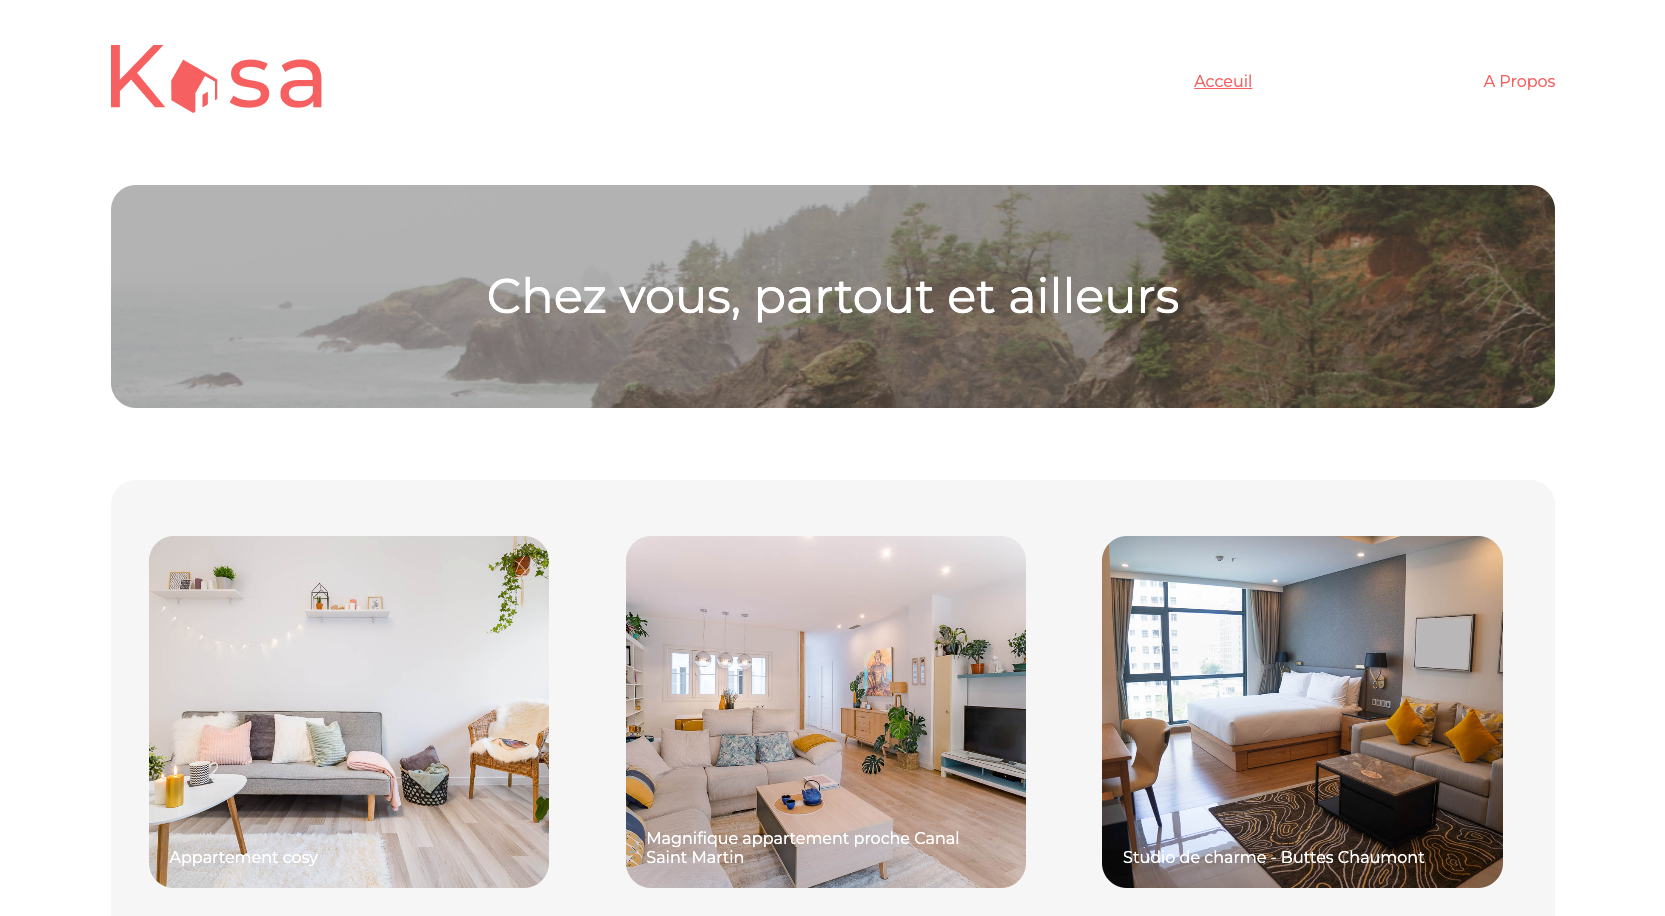 Kasa
Acceuil
A Propos
Chez vous, partout et ailleurs
Appartement cosy
Magnifique appartement proche Canal
Saint Martin
Studio de charme - Buttes Chaumont